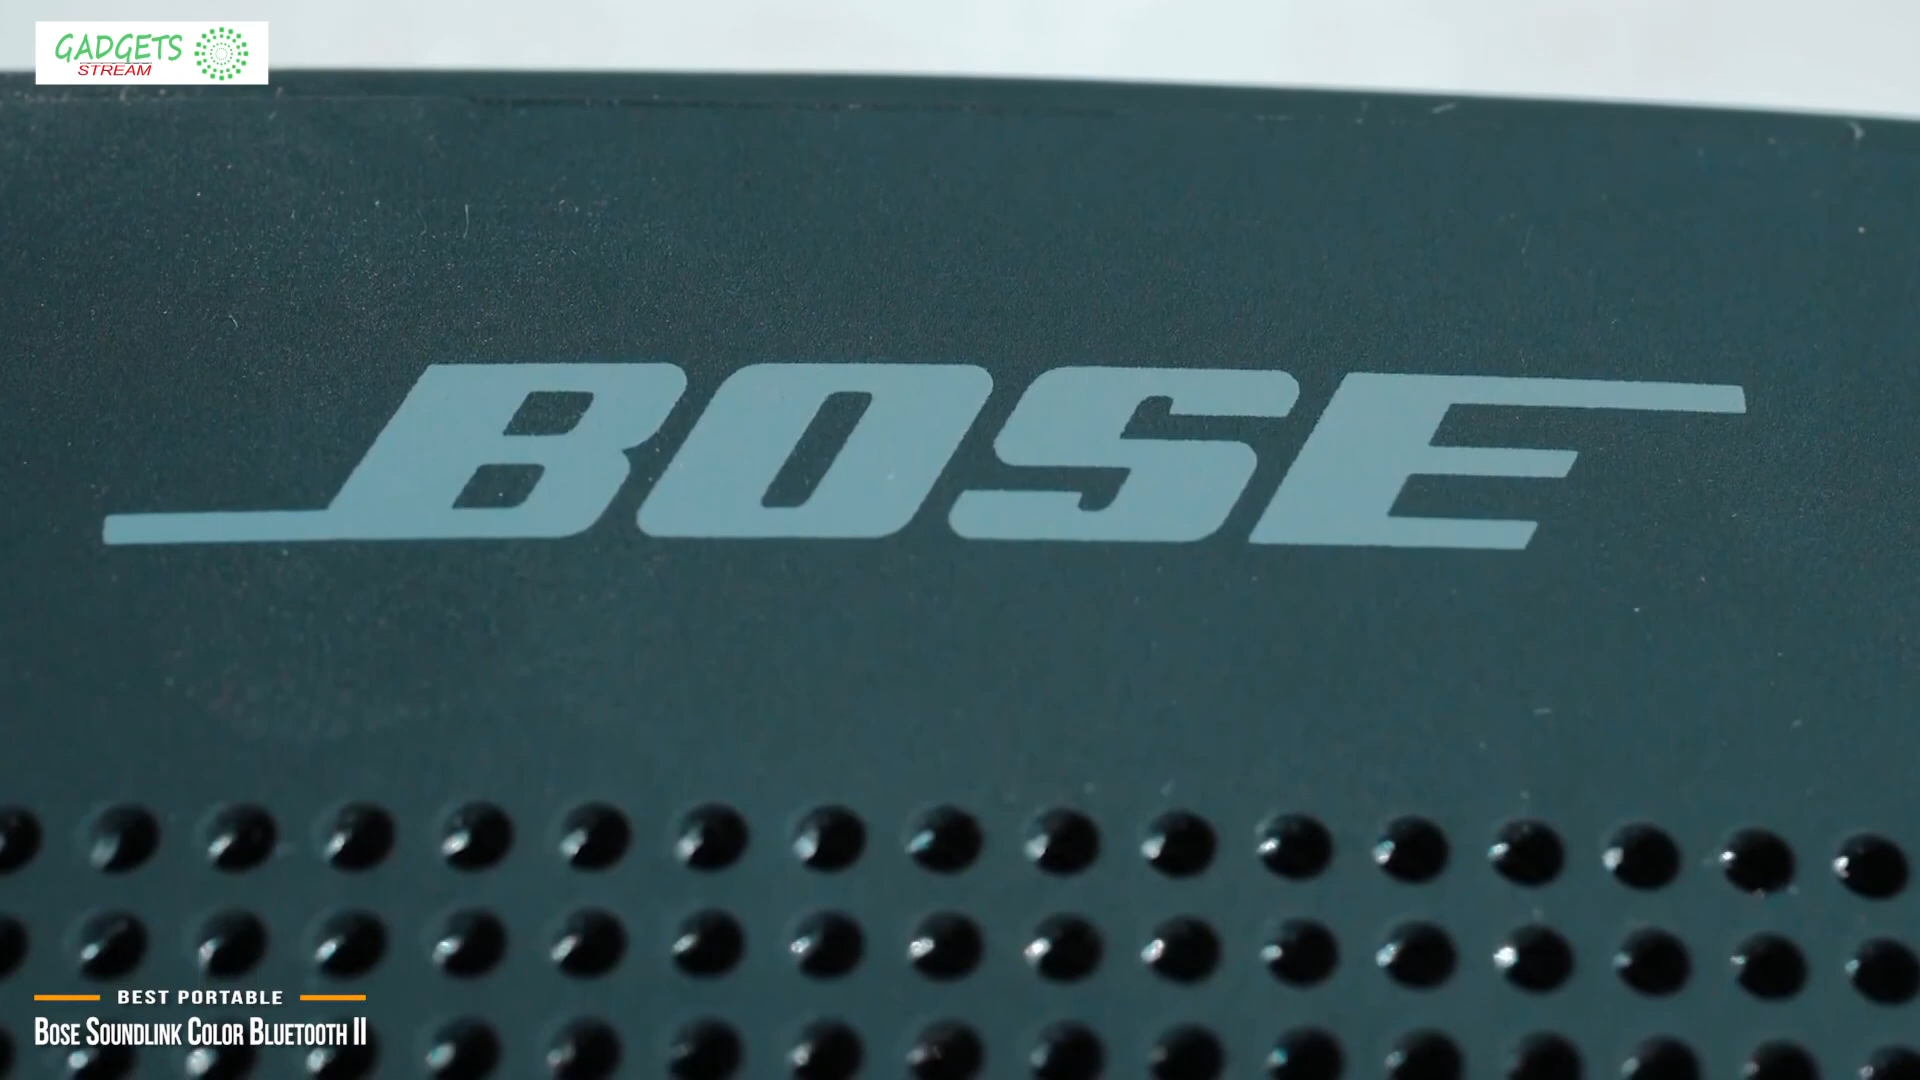 GADGETS
STREAM
BOSE
BEST PORTABLE
BOSE SOUNDLINK COLOR BLUETOOTH II